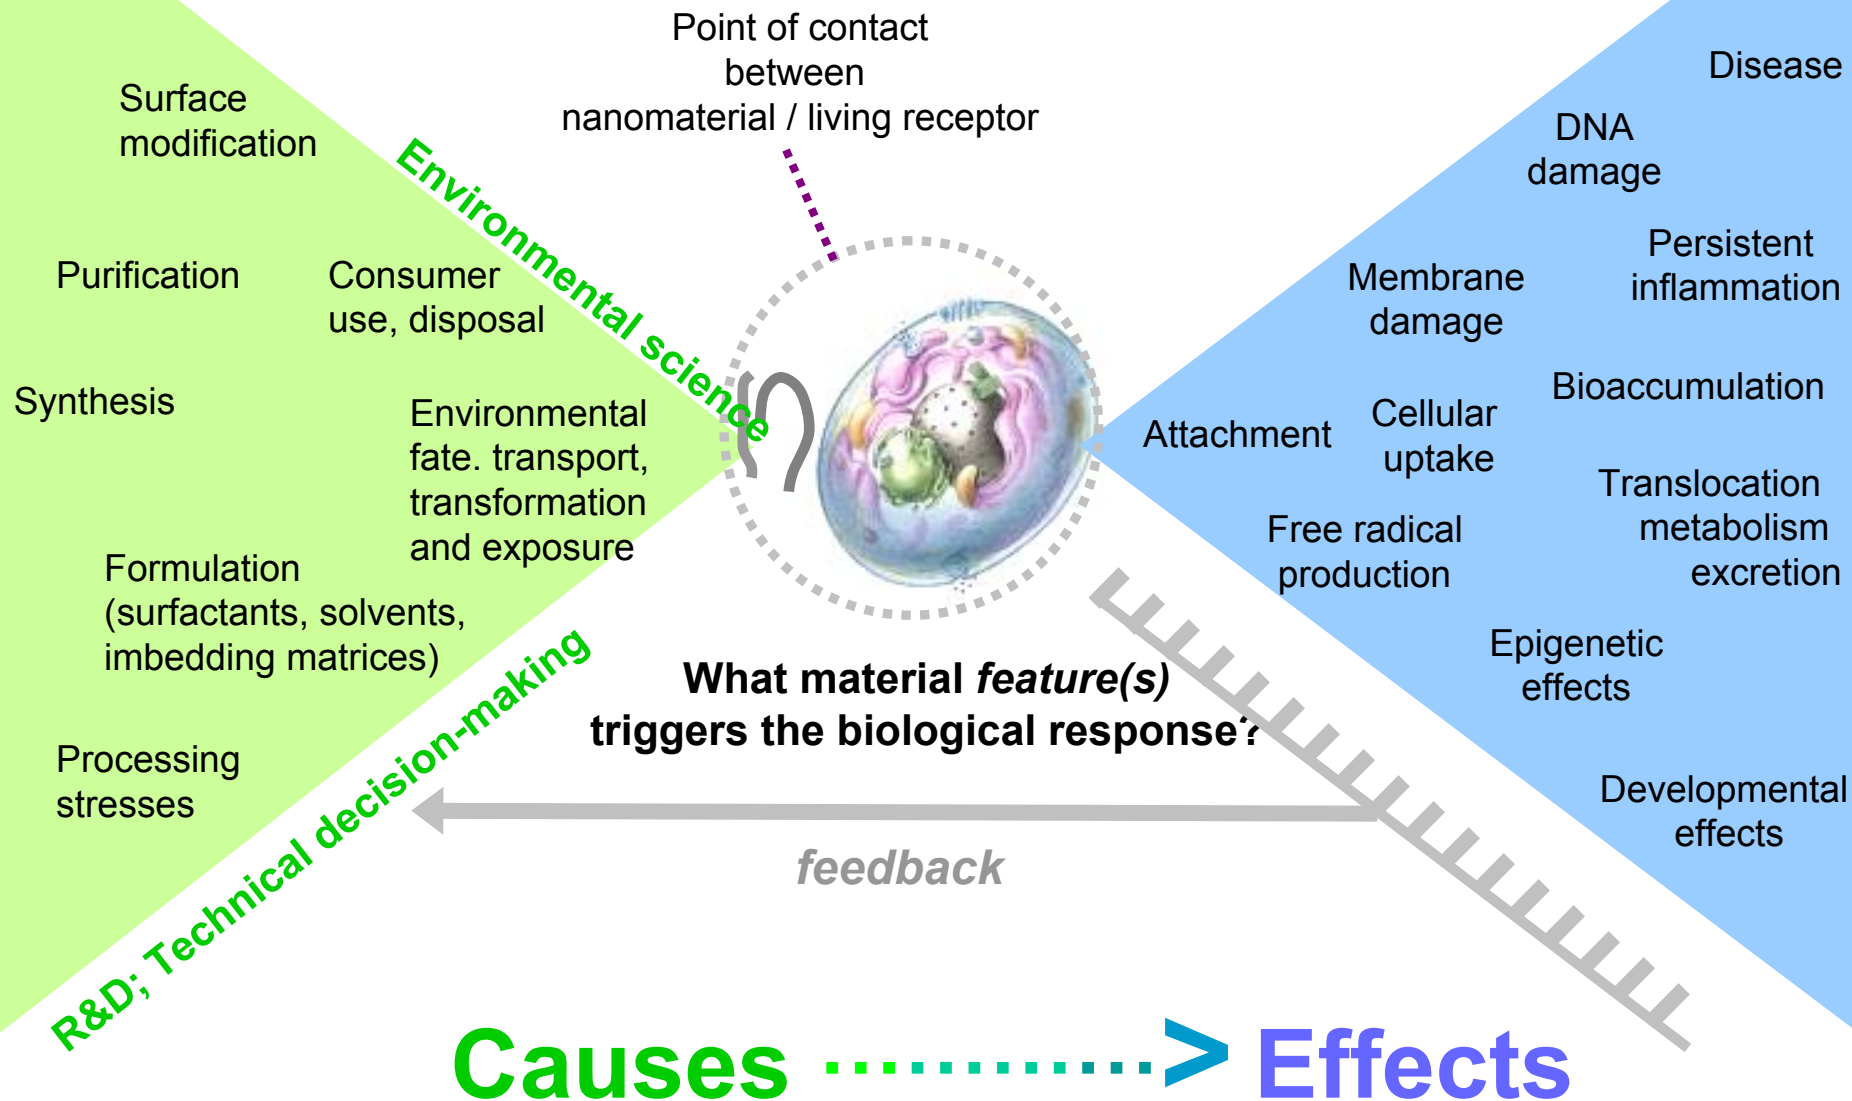 Point of contact
between
nanomaterial / living receptor
Surface
modification
Purification
Consumer
use, disposal
Synthesis
Environmental
fate. transport,
transformation
and exposure
Formulation
(surfactants, solvents,
imbedding matrices)
Processing
stresses
Environmental science
R&D; Technical decision-making
What material feature(s)
triggers the biological response?
feedback
Disease
DNA
damage
Persistent
inflammation
Membrane
damage
Bioaccumulation
Attachment
Cellular
uptake
Translocation
metabolism
excretion
Free radical
production
Epigenetic
effects
Developmental
effects
Causes > Effects